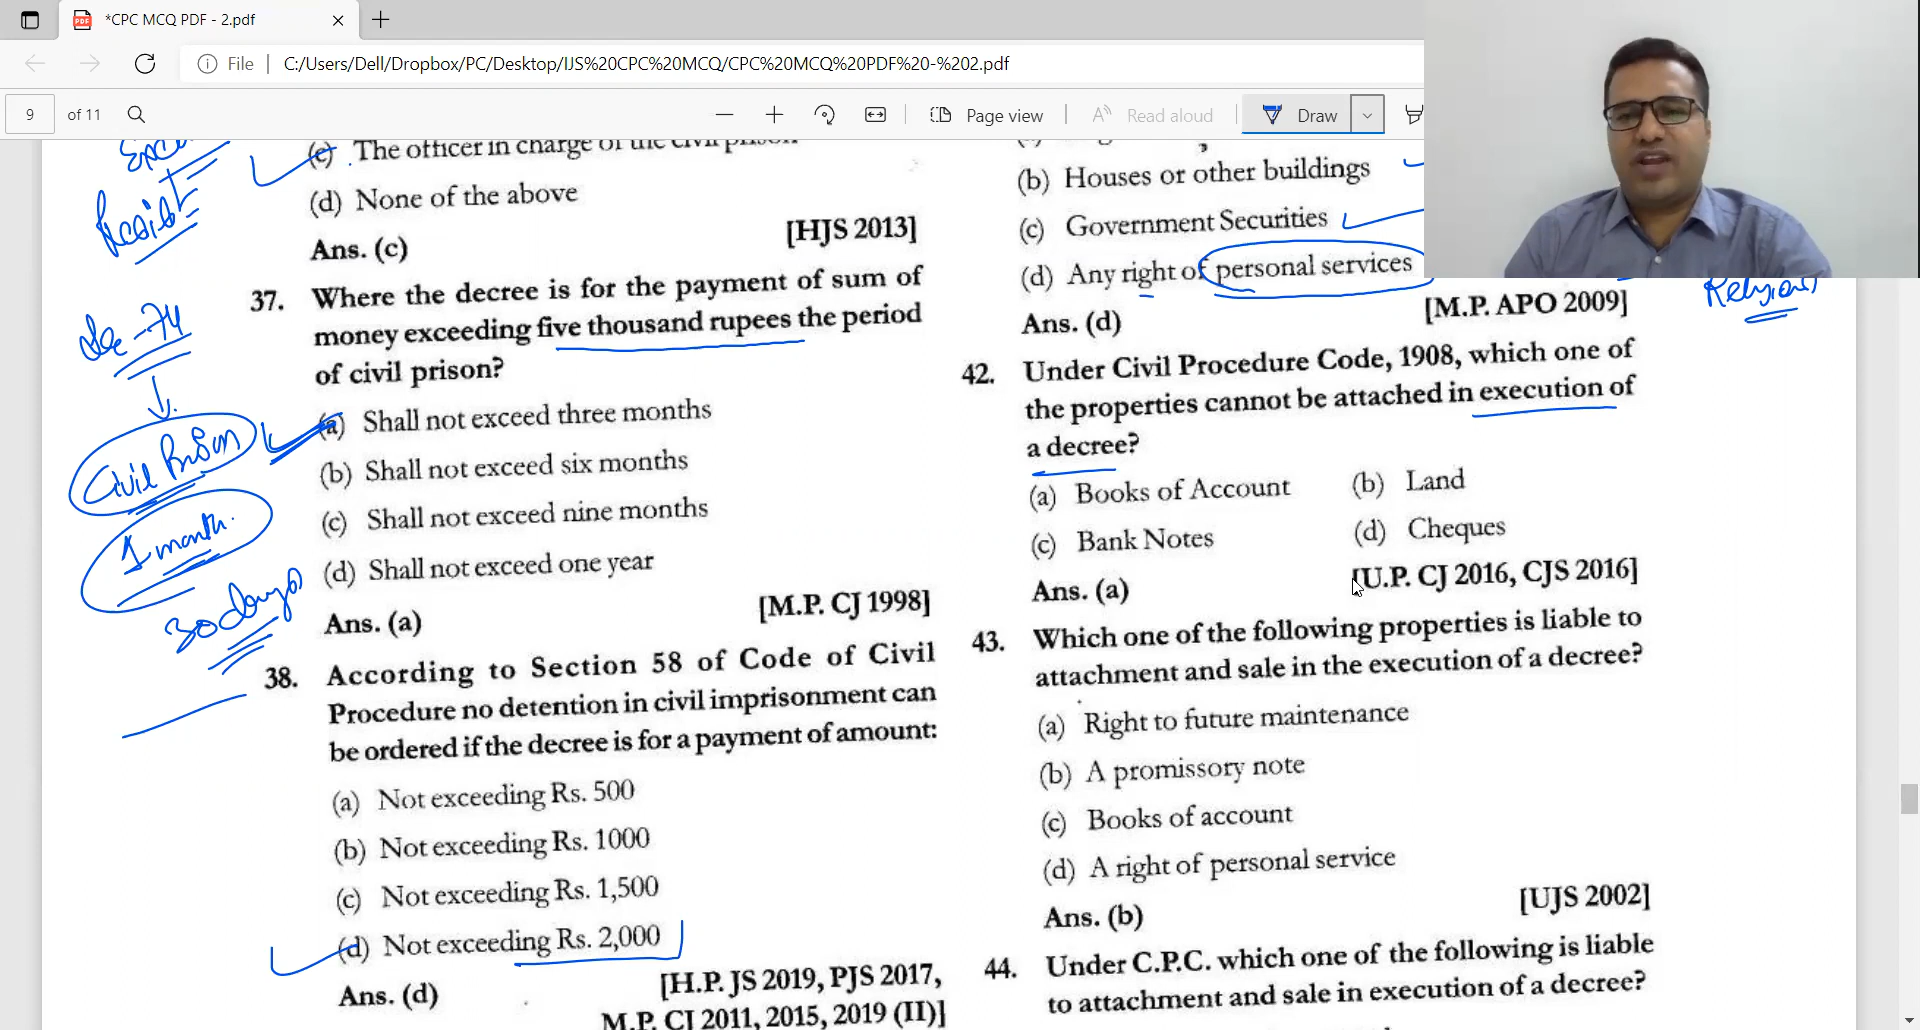 *CPC MCQ PDF - 2.pdf
File
C:/Users/Dell/Dropbox/PC/Desktop/IJS%20CPC%20MCQ/CPC%20MCQ%20PDF%20-%202.pdf
9 of 11
Page view
Read aloud
Draw
(c) The officer in charge of the civil prison
(d) None of the above
[HJS 2013]
Ans. (c)
37. Where the decree is for the payment of sum of
money exceeding five thousand rupees the period
of civil prison?
(a) Shall not exceed three months
(b) Shall not exceed six months
(c) Shall not exceed nine months
(d) Shall not exceed one year
[M.P. CJ 1998]
Ans. (a)
38. According to Section 58 of Code of Civil
Procedure no detention in civil imprisonment can
be ordered if the decree is for a payment of amount:
(a) Not exceeding Rs. 500
(b) Not exceeding Rs. 1000
(c) Not exceeding Rs. 1,500
(d) Not exceeding Rs. 2,000
Ans. (d)
[H.P. JS 2019, PJS 2017,
M.P. CJ 2011, 2015, 2019 (II)]
Resist
Sec-74
Civil Prison
1 month.
30 days
(b) Houses or other buildings
(c) Government Securities
(d) Any right of personal services
[M.P. APO 2009]
Ans. (d)
42. Under Civil Procedure Code, 1908, which one of
the properties cannot be attached in execution of
a decree?
(a) Books of Account (b) Land
(c) Bank Notes (d) Cheques
Ans. (a) [U.P. CJ 2016, CJS 2016]
43. Which one of the following properties is liable to
attachment and sale in the execution of a decree?
(a) Right to future maintenance
(b) A promissory note
(c) Books of account
(d) A right of personal service
Ans. (b) [UJS 2002]
44. Under C.P.C. which one of the following is liable
to attachment and sale in execution of a decree?
Religious